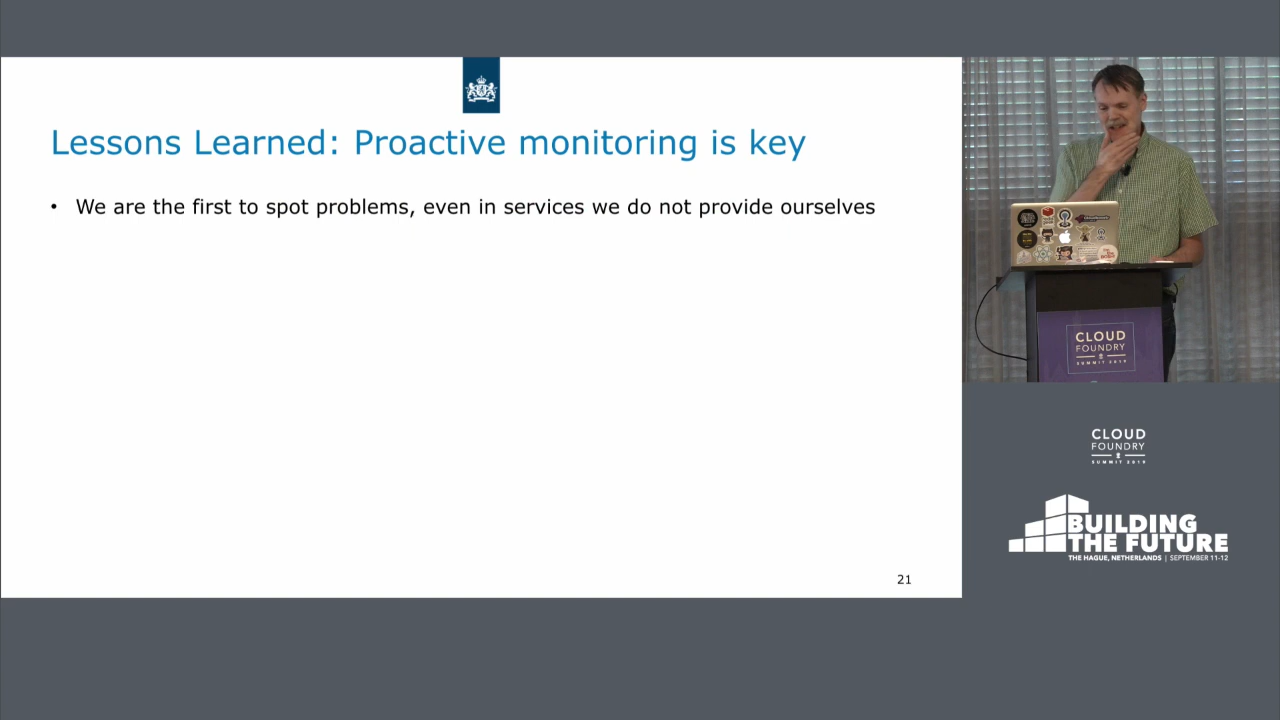 Lessons Learned: Proactive monitoring is key
• We are the first to spot problems, even in services we do not provide ourselves
21
CLOUD
FOUNDRY
SUMMIT 2019
CLOUD
FOUNDRY
SUMMIT 2019
BUILDING
THE FUTURE
THE HAGUE, NETHERLANDS | SEPTEMBER 11-12